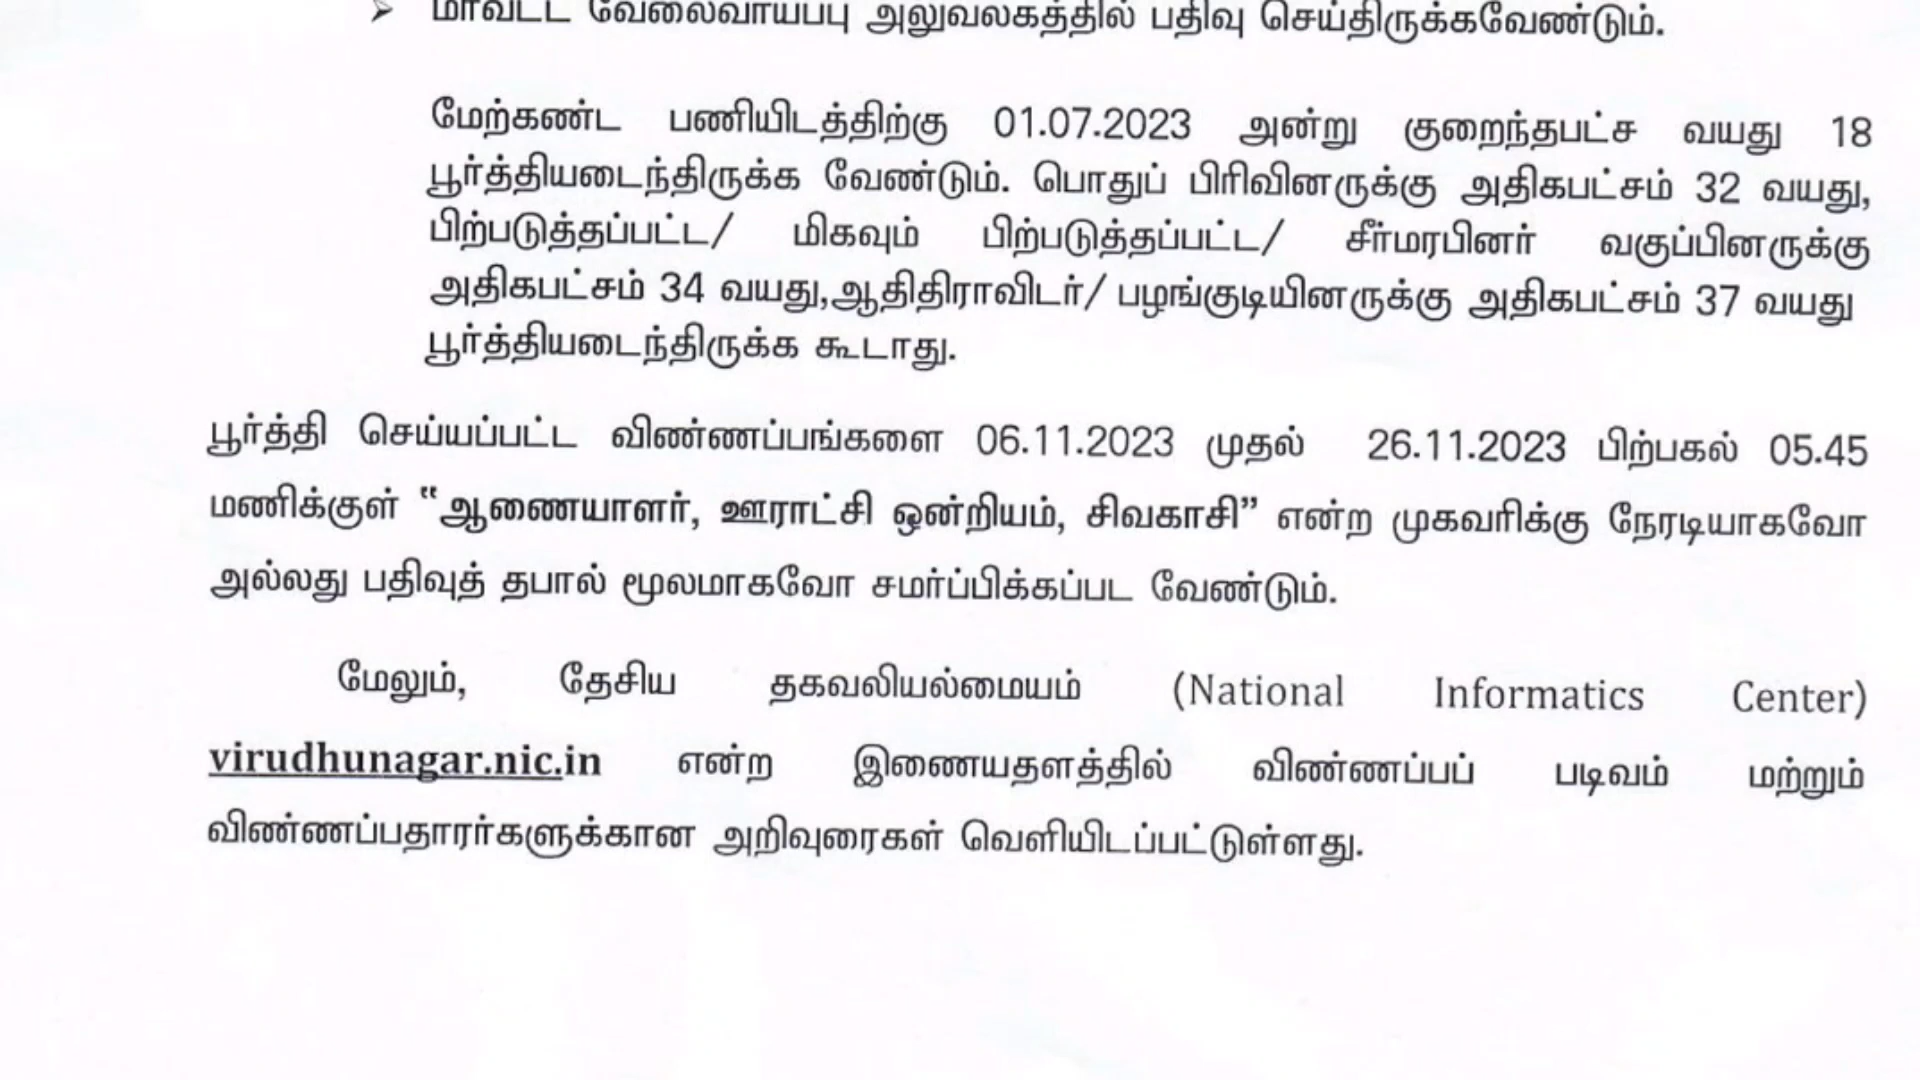 ➢ மாவட்ட வேலைவாய்ப்பு அலுவலகத்தில் பதிவு செய்திருக்கவேண்டும்.
மேற்கண்ட பணியிடத்திற்கு 01.07.2023 அன்று குறைந்தபட்ச வயது 18
பூர்த்தியடைந்திருக்க வேண்டும். பொதுப் பிரிவினருக்கு அதிகபட்சம் 32 வயது,
பிற்படுத்தப்பட்ட/ மிகவும் பிற்படுத்தப்பட்ட/ சீர்மரபினர் வகுப்பினருக்கு
அதிகபட்சம் 34 வயது,ஆதிதிராவிடர்/ பழங்குடியினருக்கு அதிகபட்சம் 37 வயது
பூர்த்தியடைந்திருக்க கூடாது.
பூர்த்தி செய்யப்பட்ட விண்ணப்பங்களை 06.11.2023 முதல் 26.11.2023 பிற்பகல் 05.45
மணிக்குள் “ஆணையாளர், ஊராட்சி ஒன்றியம், சிவகாசி” என்ற முகவரிக்கு நேரடியாகவோ
அல்லது பதிவுத் தபால் மூலமாகவோ சமர்ப்பிக்கப்பட வேண்டும்.
மேலும், தேசிய தகவலியல்மையம் (National Informatics Center)
virudhunagar.nic.in என்ற இணையதளத்தில் விண்ணப்பப் படிவம் மற்றும்
விண்ணப்பதாரர்களுக்கான அறிவுரைகள் வெளியிடப்பட்டுள்ளது.